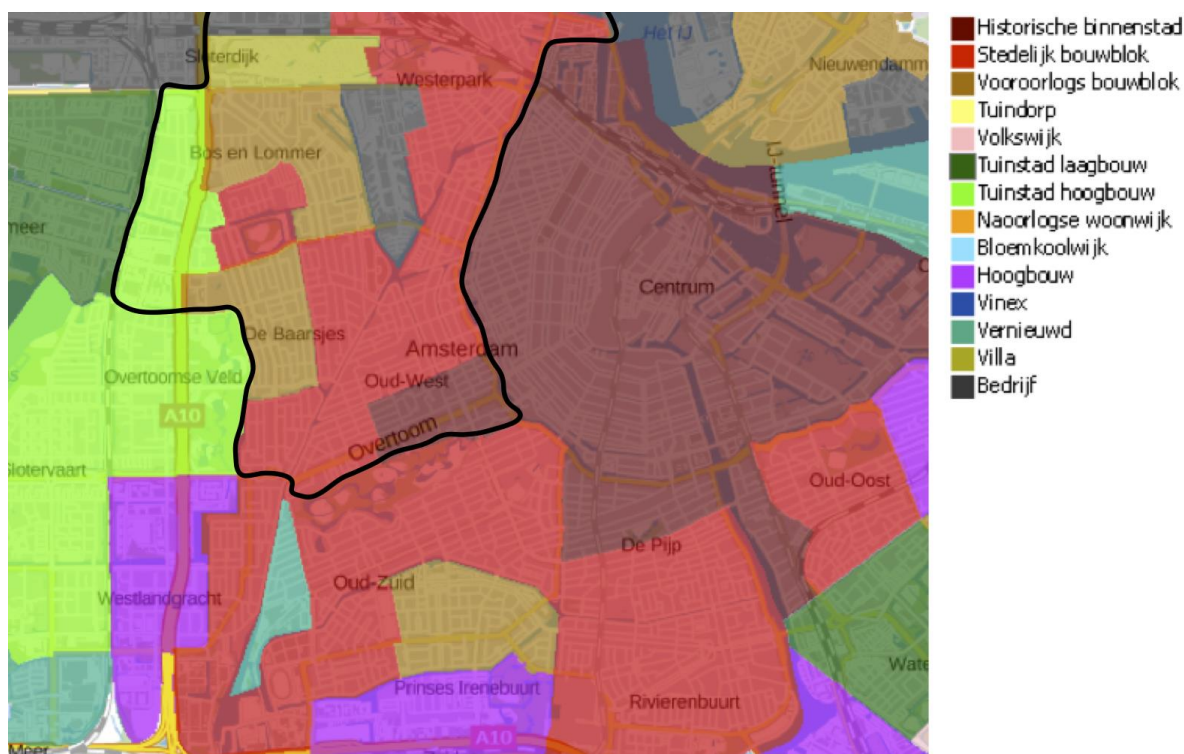 Het IJ
Sloterdijk
Nieuwendamm
Westerpark
Bos en Lommer
IJ-tunnel
meer
Centrum
De Baarsjes
Amsterdam
Oud-West
Overtoomse Veld
A10
Overtoom
Slotervaart
Oud-Oost
De Pijp
Oud-Zuid
Westlandgracht
Wate
Prinses Irenebuurt
Rivierenbuurt
A10
Meer
Historische binnenstad
Stedelijk bouwblok
Vooroorlogs bouwblok
Tuindorp
Volkswijk
Tuinstad laagbouw
Tuinstad hoogbouw
Naoorlogse woonwijk
Bloemkoolwijk
Hoogbouw
Vinex
Vernieuwd
Villa
Bedrijf